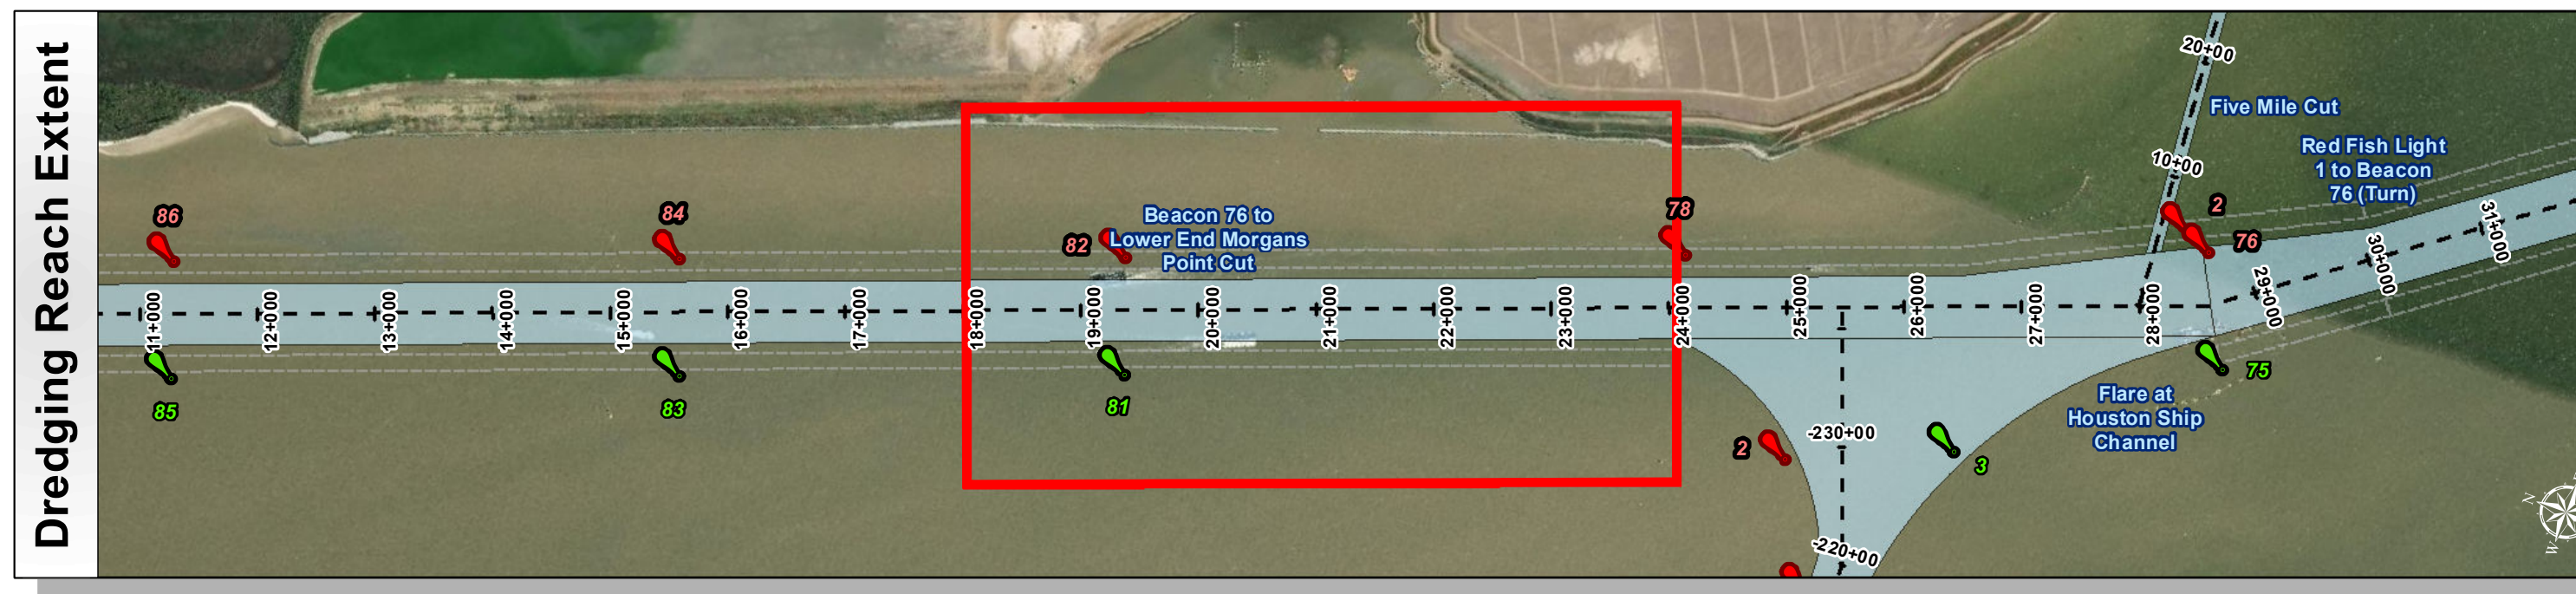 Dredging Reach Extent
20+00
Five Mile Cut
10+00
Red Fish Light
1 to Beacon
76 (Turn)
86
84
82
Beacon 76 to
Lower End Morgans
Point Cut
78
2
76
11+000
12+000
13+000
14+000
15+000
16+000
17+000
18+000
19+000
20+000
21+000
22+000
23+000
24+000
25+000
26+000
27+000
28+000
29+000
30+000
31+000
85
83
81
75
Flare at
Houston Ship
Channel
2
-230+00
3
-220+00
N
W